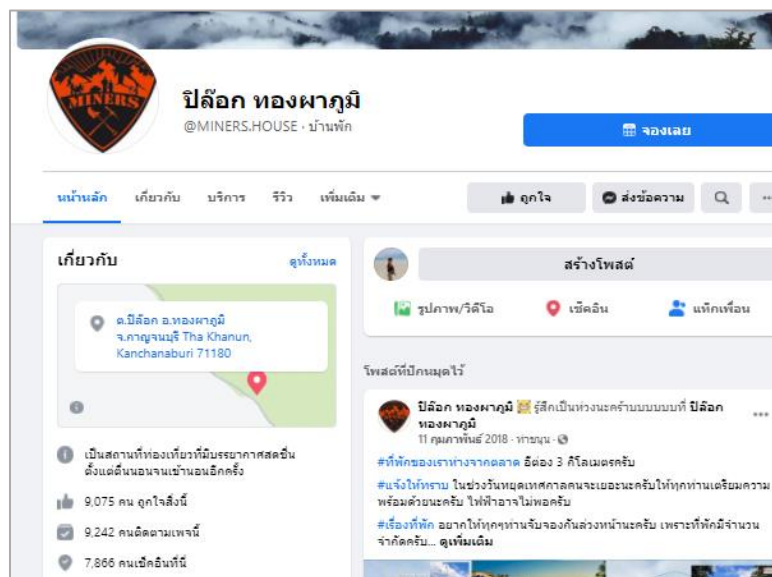 MINERS
ปิล๊อก ทองผาภูมิ
@MINERS.HOUSE · บ้านพัก
จองเลย
หน้าหลัก
เกี่ยวกับ
บริการ
รีวิว
เพิ่มเติม
ถูกใจ
ส่งข้อความ
เกี่ยวกับ
ดูทั้งหมด
ต.ปิล๊อก อ.ทองผาภูมิ
จ.กาญจนบุรี Tha Khanun,
Kanchanaburi 71180
เป็นสถานที่ท่องเที่ยวที่มีบรรยากาศสดชื่น
ตั้งแต่ตื่นนอนจนเข้านอนอีกครั้ง
9,075 คน ถูกใจสิ่งนี้
9,242 คนติดตามเพจนี้
7,866 คนเช็คอินที่นี่
สร้างโพสต์
รูปภาพ/วิดีโอ
เช็คอิน
แท็กเพื่อน
โพสต์ที่ปักหมุดไว้
ปิล๊อก ทองผาภูมิ รู้สึกเป็นห่วงนะคร้าบบบบบบที่ ปิล๊อก
ทองผาภูมิ
11 กุมภาพันธ์ 2018 · ท่าขนุน ·
#ที่พักของเราห่างจากตลาด อีต่อง 3 กิโลเมตรครับ
#แจ้งให้ทราบ ในช่วงวันหยุดเทศกาลคนจะเยอะนะครับให้ทุกท่านเตรียมความ
พร้อมด้วยนะครับ ไฟฟ้าอาจไม่พอครับ
#เรื่องที่พัก อยากให้ทุกๆท่านจับจองกันล่วงหน้านะครับ เพราะที่พักมีจำนวน
จำกัดครับ... ดูเพิ่มเติม